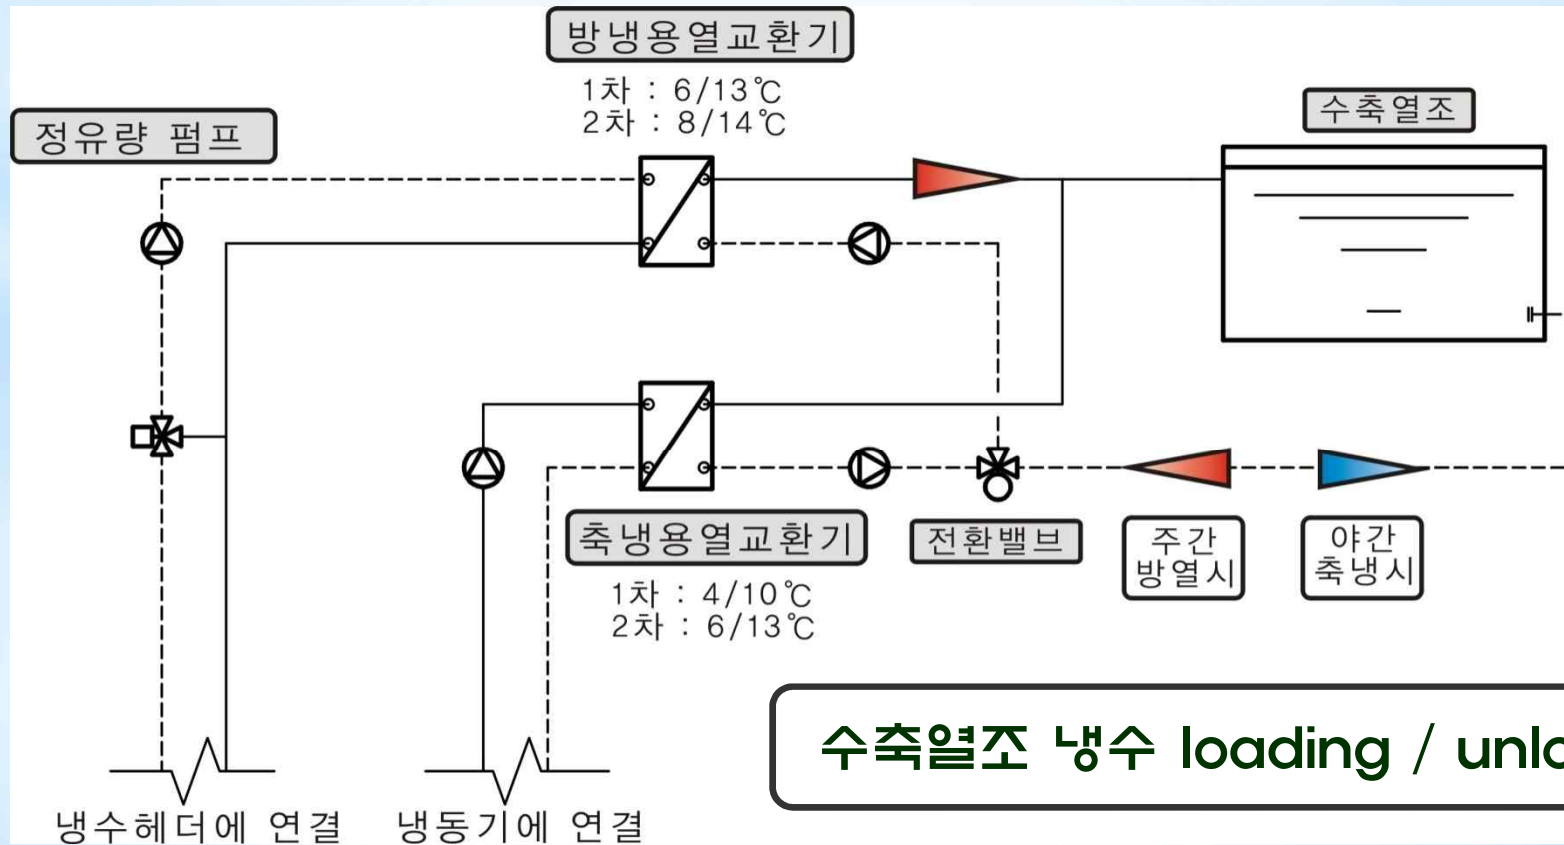 방냉용열교환기
1차 : 6/13℃
2차 : 8/14℃
정유량 펌프
수축열조
축냉용열교환기
1차 : 4/10℃
2차 : 6/13℃
전환밸브
주간
방열시
야간
축냉시
수축열조 냉수 loading / unlo
냉수헤더에 연결
냉동기에 연결